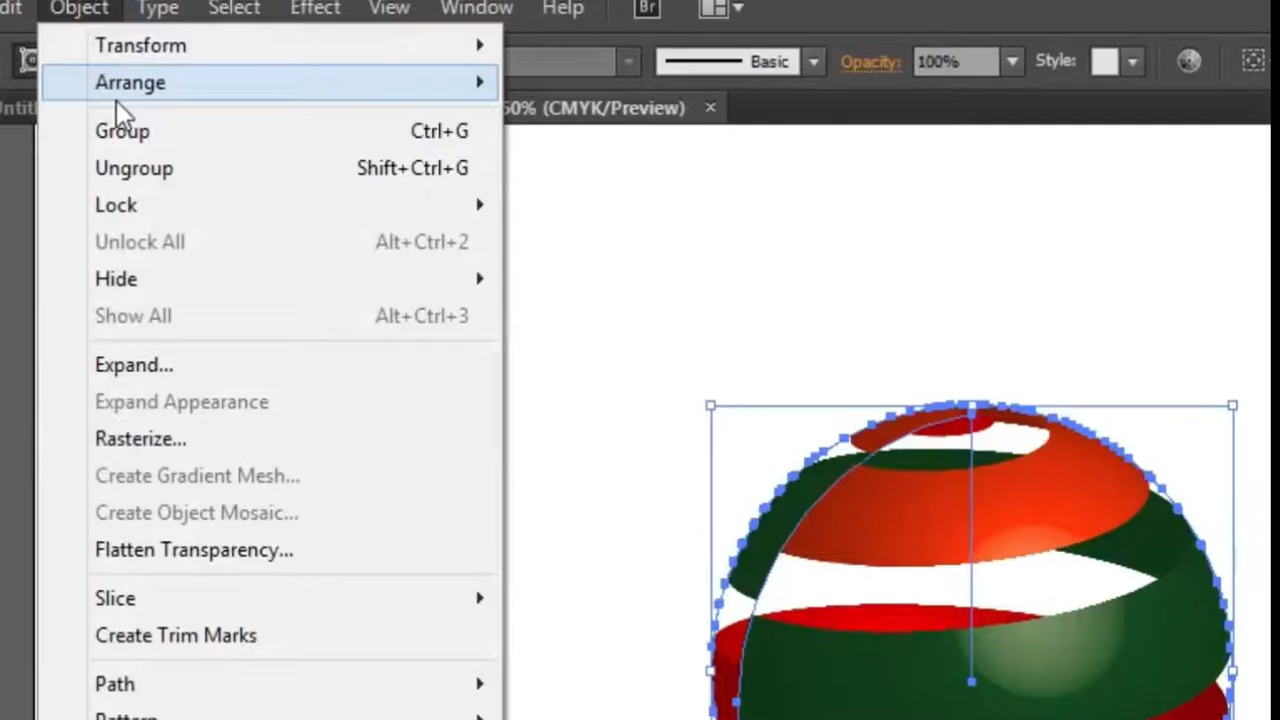 dit Object Type Select Effect View Window Help Br
Transform
Basic Opacity: 100% Style:
Arrange
50% (CMYK/Preview) ×
Group Ctrl+G
Ungroup Shift+Ctrl+G
Lock
Unlock All Alt+Ctrl+2
Hide
Show All Alt+Ctrl+3
Expand...
Expand Appearance
Rasterize...
Create Gradient Mesh...
Create Object Mosaic...
Flatten Transparency...
Slice
Create Trim Marks
Path
Pattern